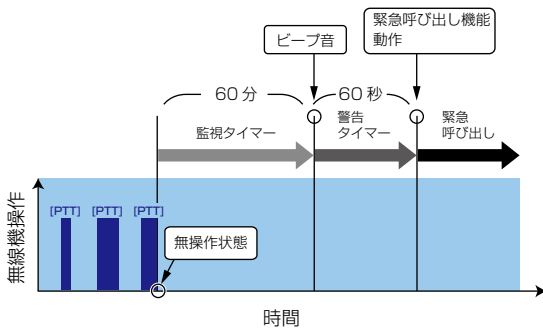 緊急呼び出し機能
動作
ビープ音
60分
60秒
監視タイマー
警告
タイマー
緊急
呼び出し
[PTT]
[PTT]
[PTT]
無操作状態
無線機操作
時間